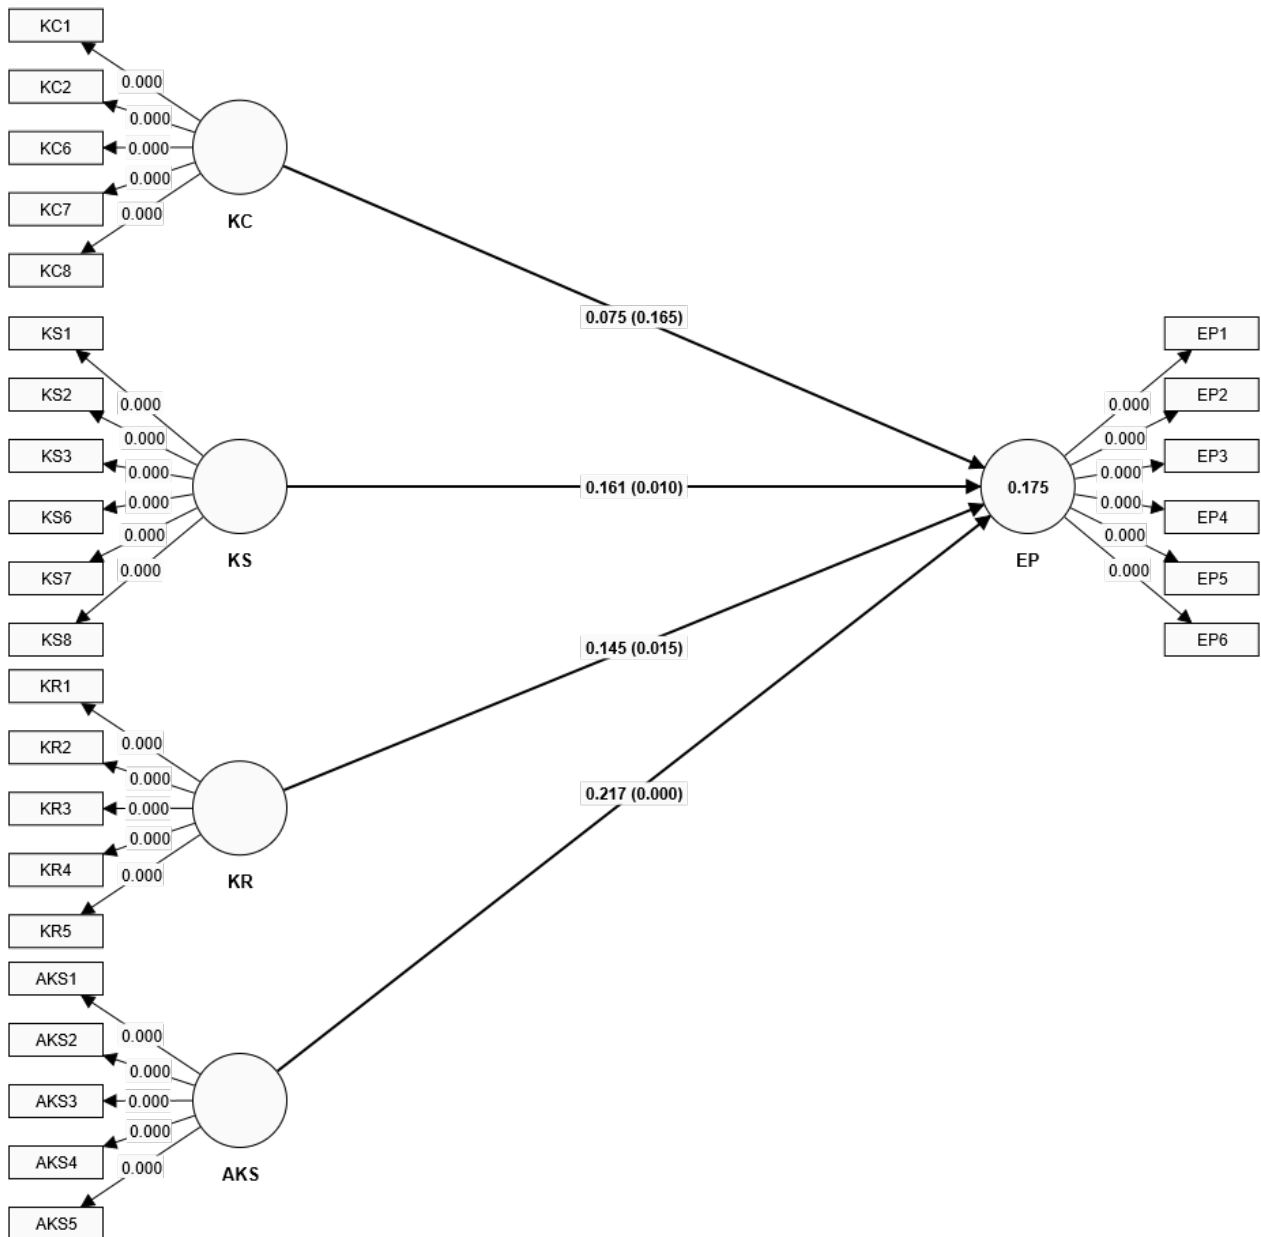 KC1
0.000
KC2
0.000
KC6
0.000
0.000
KC7
0.000
KC8
KC
0.075 (0.165)
KS1
0.000
KS2
0.000
KS3
0.000
KS6
0.000
0.000
KS7
0.000
KS8
KS
0.161 (0.010)
KR1
0.000
KR2
0.000
KR3
0.000
0.000
KR4
0.000
KR5
KR
0.145 (0.015)
AKS1
0.000
AKS2
0.000
AKS3
0.000
0.000
AKS4
0.000
AKS5
AKS
0.217 (0.000)
0.175
EP
EP1
0.000
EP2
0.000
EP3
0.000
0.000
EP4
0.000
EP5
0.000
EP6